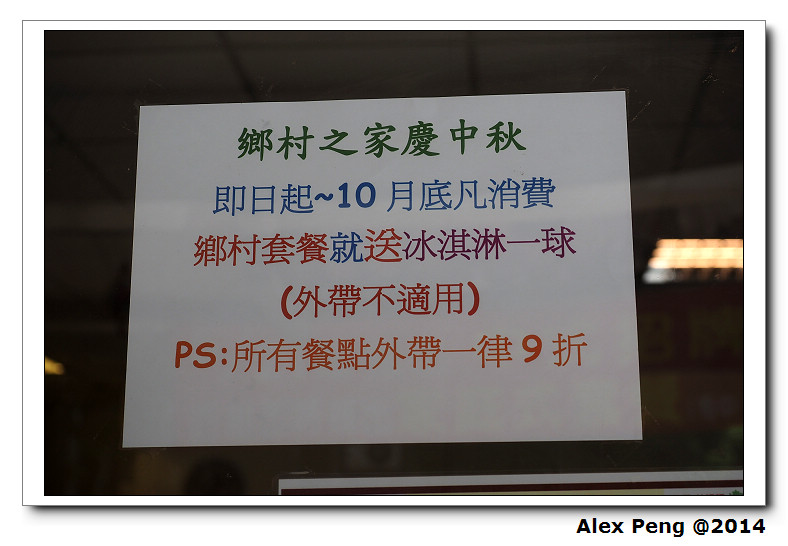 鄉村之家慶中秋
即日起~10月底凡消費
鄉村套餐就送冰淇淋一球
(外帶不適用)
PS:所有餐點外帶一律9折
Alex Peng @2014